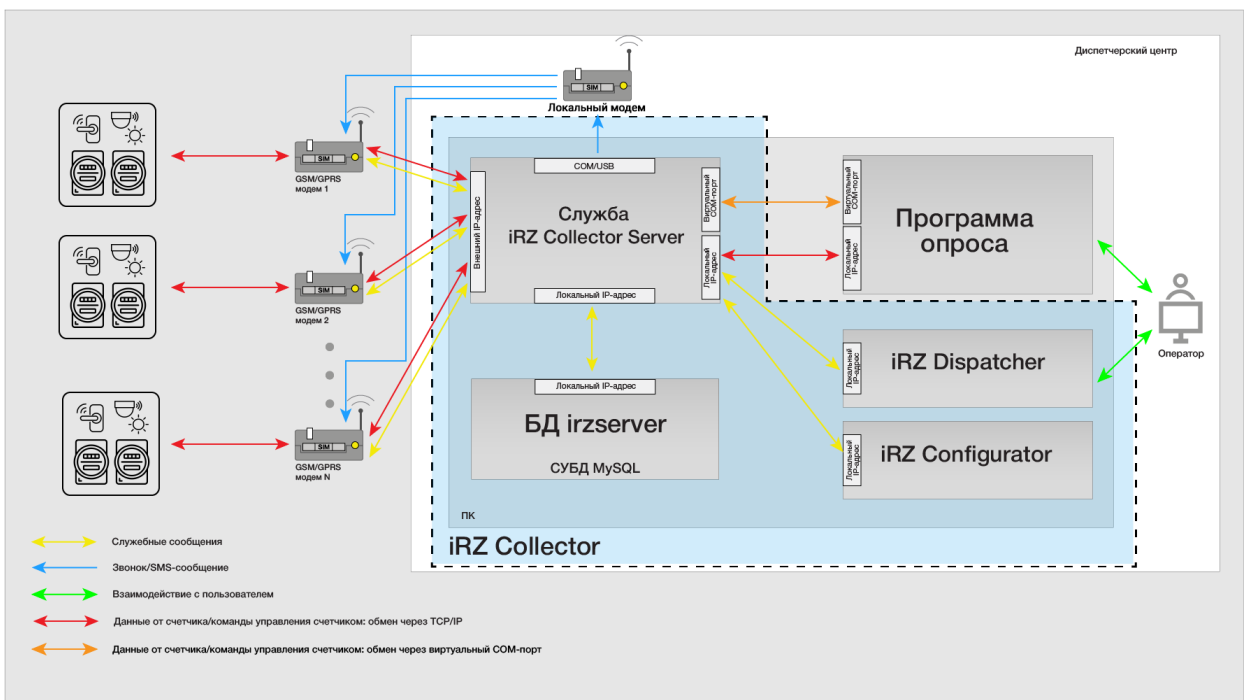 Диспетчерский центр
SIM
Локальный модем
SIM
GSM/GPRS
модем 1
SIM
GSM/GPRS
модем 2
SIM
GSM/GPRS
модем N
COM/USB
Внешний IP-адрес
Служба
iRZ Collector Server
Виртуальный
COM-порт
Локальный
IP-адрес
Локальный IP-адрес
Виртуальный
COM-порт
Локальный
IP-адрес
Программа
опроса
Локальный IP-адрес
БД irzserver
СУБД MySQL
Локальный
IP-адрес
iRZ Dispatcher
Локальный
IP-адрес
iRZ Configurator
Оператор
ПК
iRZ Collector
Служебные сообщения
Звонок/SMS-сообщение
Взаимодействие с пользователем
Данные от счетчика/команды управления счетчиком: обмен через TCP/IP
Данные от счетчика/команды управления счетчиком: обмен через виртуальный COM-порт